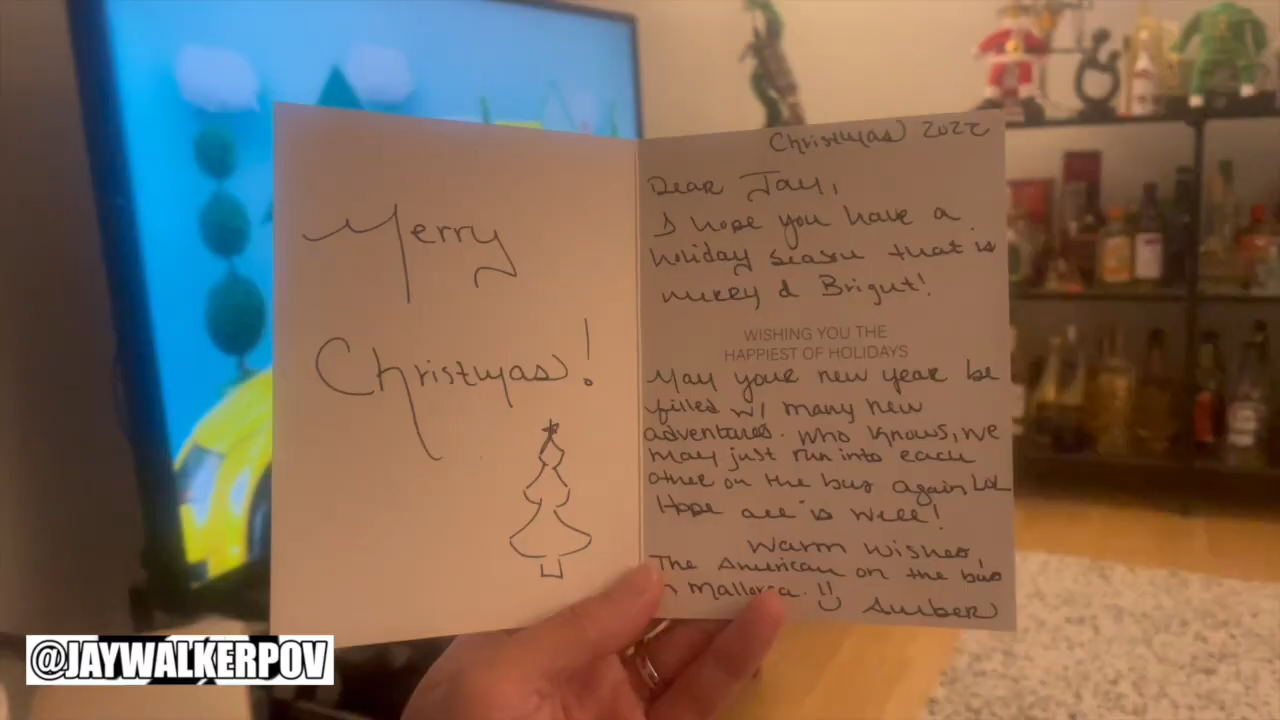 Merry
Christmas!
Christmas 2022
Dear Jay,
I hope you have a
holiday season that is
merry & Bright!
WISHING YOU THE
HAPPIEST OF HOLIDAYS
May your new year be
filled w/ many new
adventures. Who knows, we
may just run into each
other on the bus again LOL
Hope all is well!
Warm wishes,
The American on the bus
Mallorca. !!
Amber
@JAYWALKERPOV